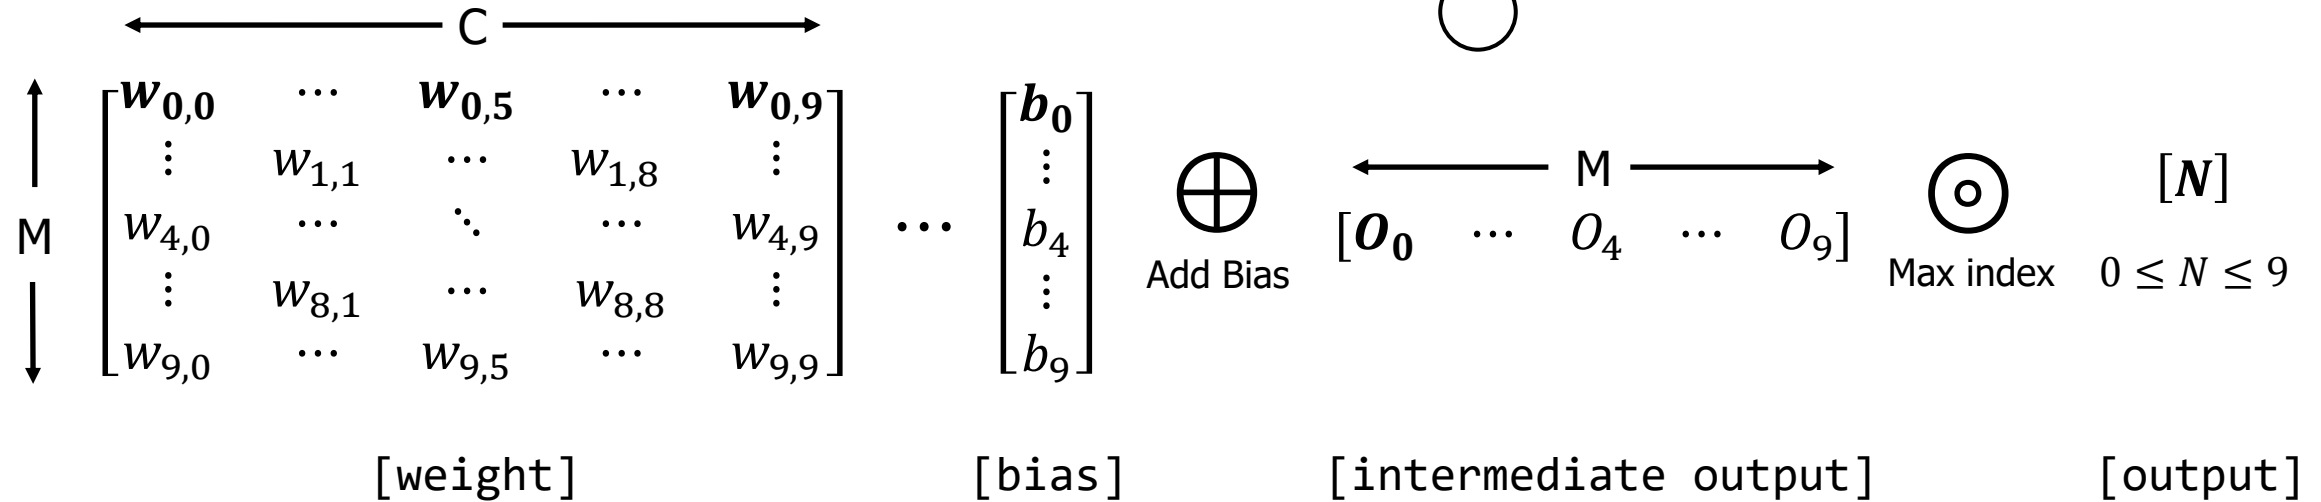 C
M
w0,0 ⋯ w0,5 ⋯ w0,9
⋮ w1,1 ⋯ w1,8 ⋮
w4,0 ⋯ ⋱ ⋯ w4,9
⋮ w8,1 ⋯ w8,8 ⋮
w9,0 ⋯ w9,5 ⋯ w9,9
[weight]
⋯
b0
⋮
b4
⋮
b9
[bias]
Add Bias
M
[O0 ⋯ O4 ⋯ O9]
[intermediate output]
Max index
[N]
0 ≤ N ≤ 9
[output]